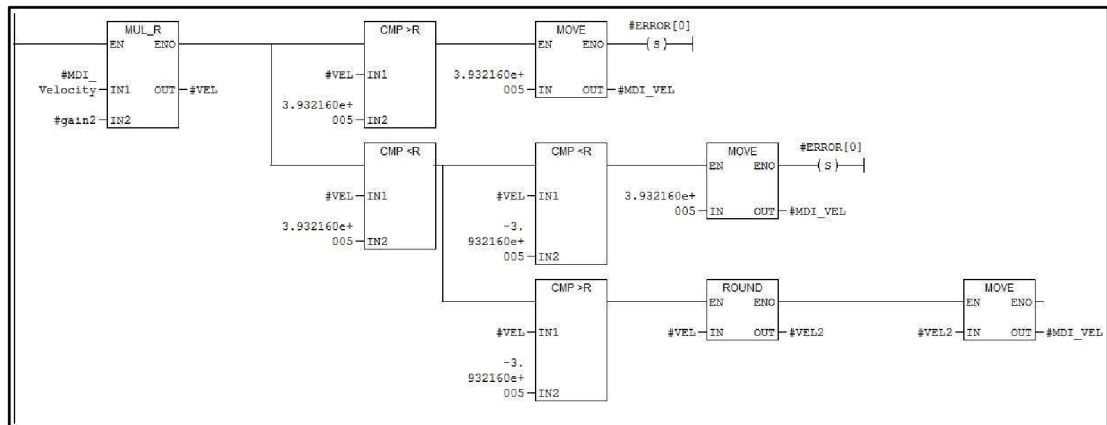 MUL_R
EN ENO
#MDI_
Velocity IN1 OUT #VEL
#gain2 IN2
CMP >R
#VEL IN1
3.932160e+
005 IN2
MOVE
EN ENO
3.932160e+
005 IN OUT #MDI_VEL
#ERROR[0]
(S)
CMP <R
#VEL IN1
3.932160e+
005 IN2
CMP <R
#VEL IN1
-3.
932160e+
005 IN2
MOVE
EN ENO
3.932160e+
005 IN OUT #MDI_VEL
#ERROR[0]
(S)
CMP >R
#VEL IN1
-3.
932160e+
005 IN2
ROUND
EN ENO
#VEL IN OUT #VEL2
MOVE
EN ENO
#VEL2 IN OUT #MDI_VEL